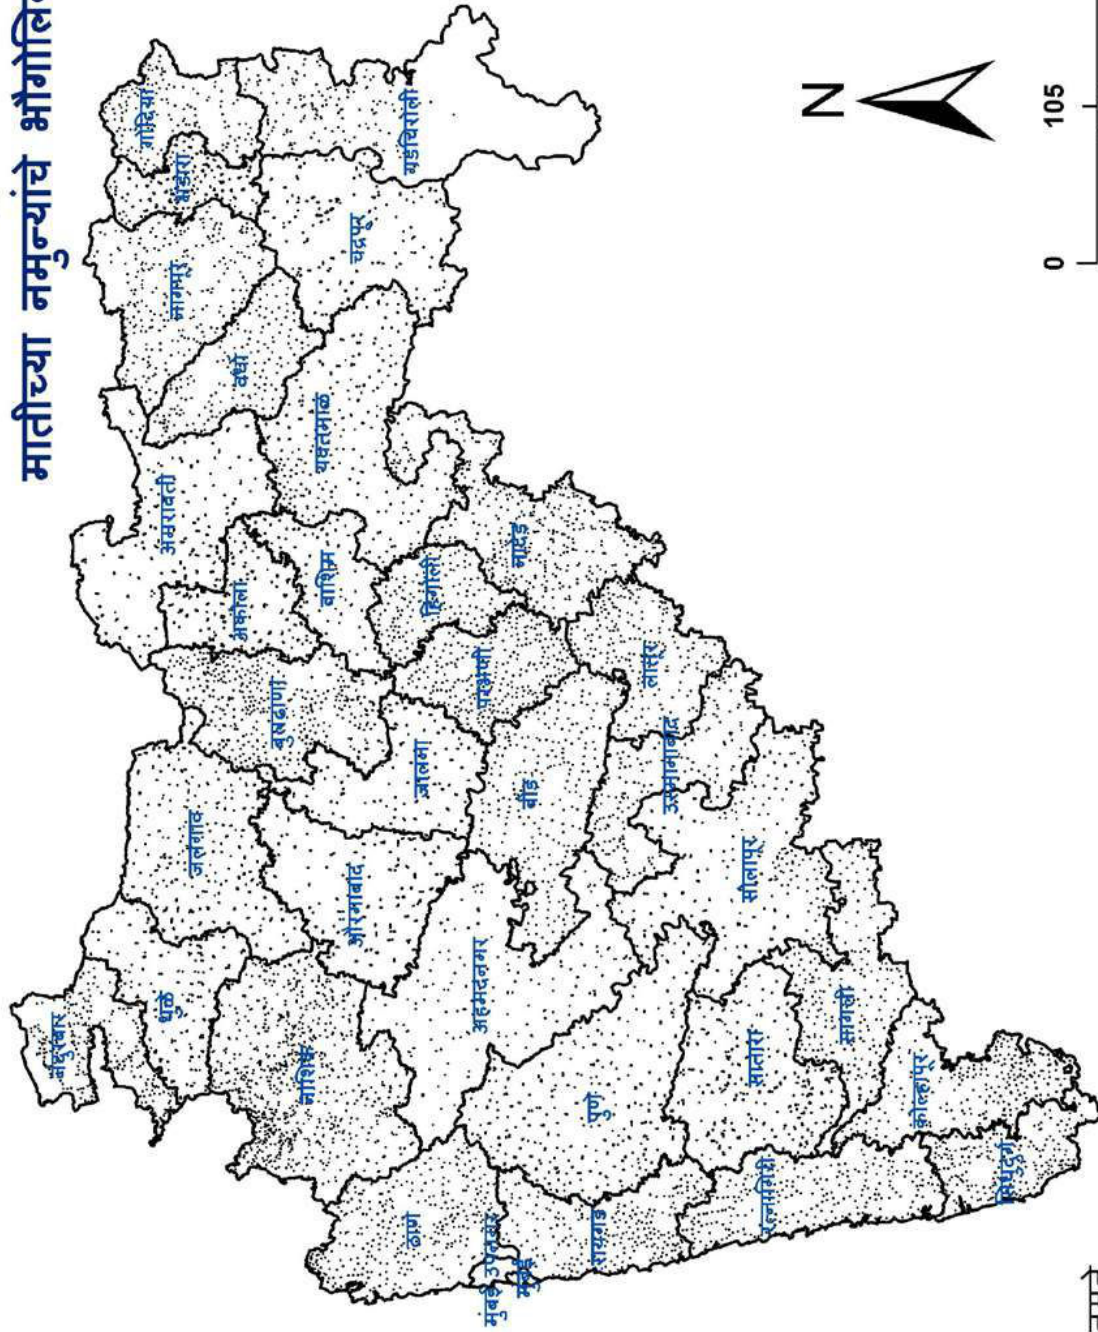 मातीच्या नमुन्यांचे
नंदुरबार
धुळे
जळगाव
बुलढाणा
अकोला
अमरावती
वर्धा
नागपूर
भंडारा
गोंदिया
नाशिक
औरंगाबाद
जालना
वाशिम
यवतमाळ
चंद्रपूर
गडचिरोली
ठाणे
मुंबई उपनगर
मुंबई
अहमदनगर
बीड
परभणी
हिंगोली
नांदेड
रायगड
पुणे
उस्मानाबाद
लातूर
रत्नागिरी
सातारा
सोलापूर
सांगली
कोल्हापूर
सिंधुदुर्ग
N
0 105